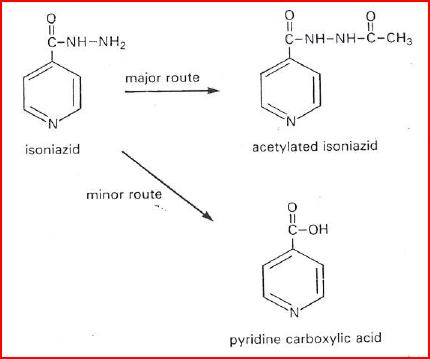 O
C-NH-NH2
N
isoniazid
major route
O
C-NH-NH-C-CH3
O
N
acetylated isoniazid
minor route
O
C-OH
N
pyridine carboxylic acid